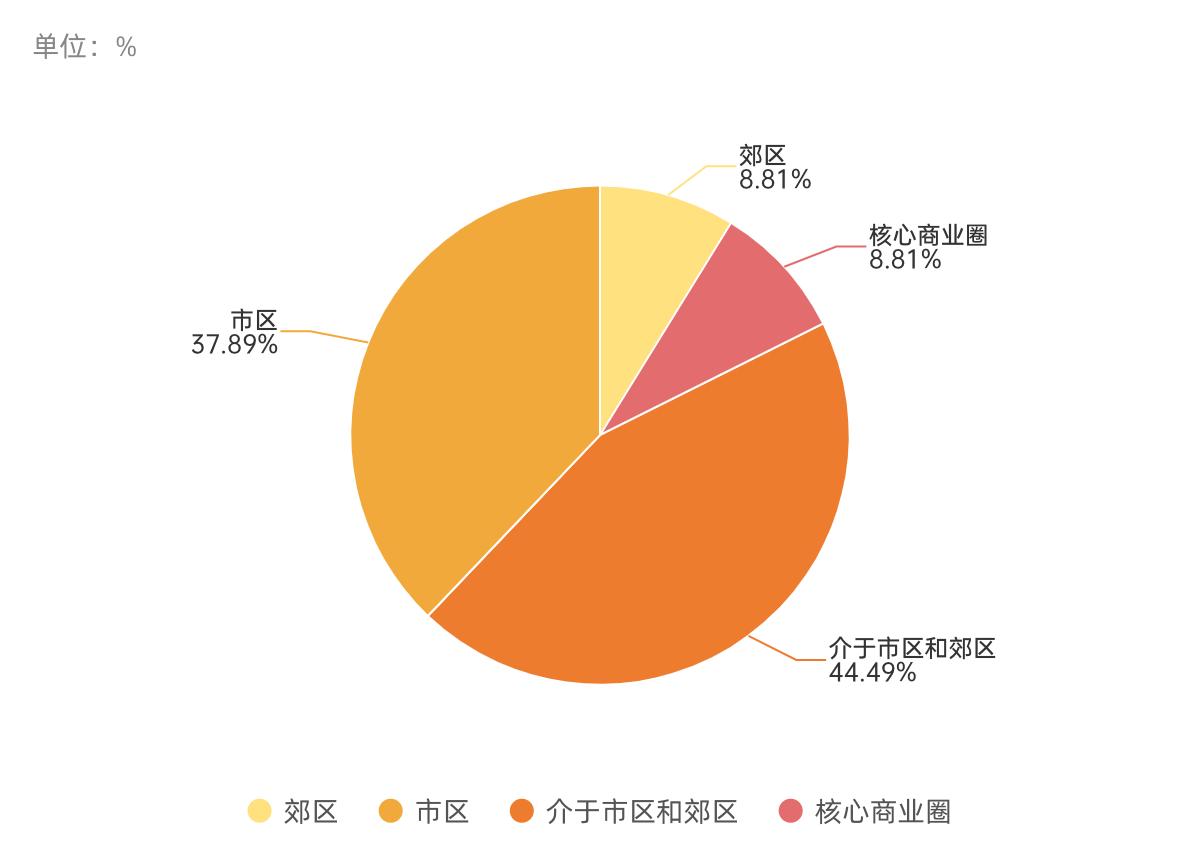 单位：%
郊区
8.81%
核心商业圈
8.81%
市区
37.89%
介于市区和郊区
44.49%
郊区 市区 介于市区和郊区 核心商业圈